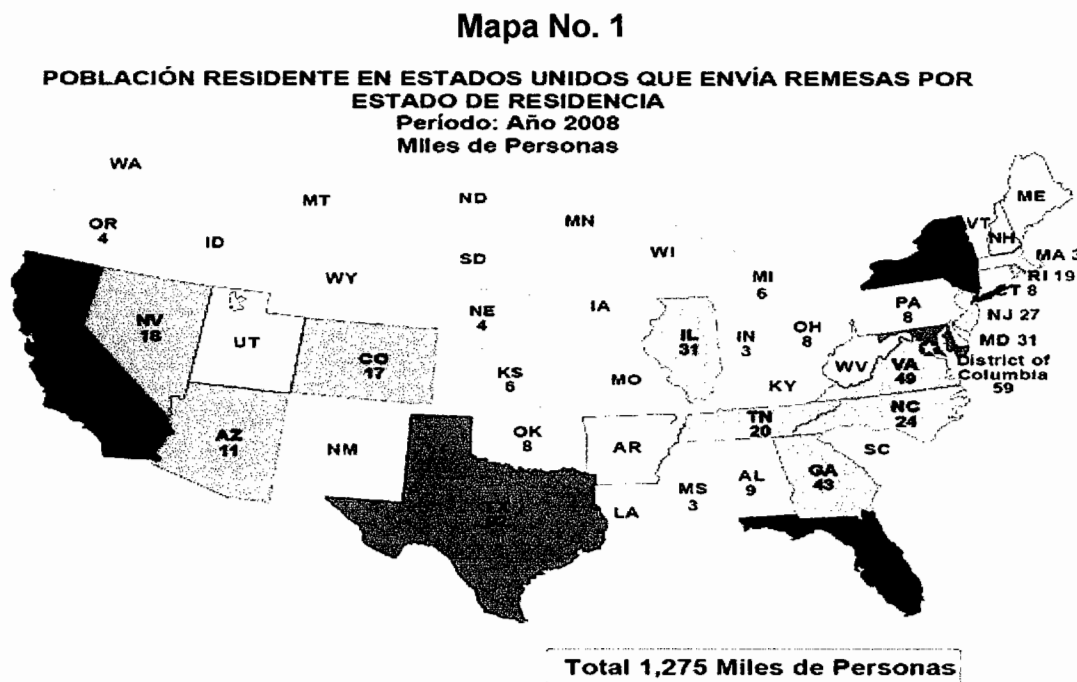 Mapa No. 1
POBLACIÓN RESIDENTE EN ESTADOS UNIDOS QUE ENVÍA REMESAS POR
ESTADO DE RESIDENCIA
Período: Año 2008
Miles de Personas
WA
MT
ND
MN
ME
VT
NH
OR
4
ID
SD
WI
MA 3
WY
MI
6
RI 19
CT 8
NE
4
IA
PA
8
NJ 27
NV
18
UT
IL
31
IN
3
OH
8
MD 31
CO
17
KS
6
MO
KY
WV
VA
49
District of
Columbia
59
AZ
11
NM
OK
8
AR
TN
20
NC
24
SC
LA
MS
3
AL
9
GA
43
Total 1,275 Miles de Personas